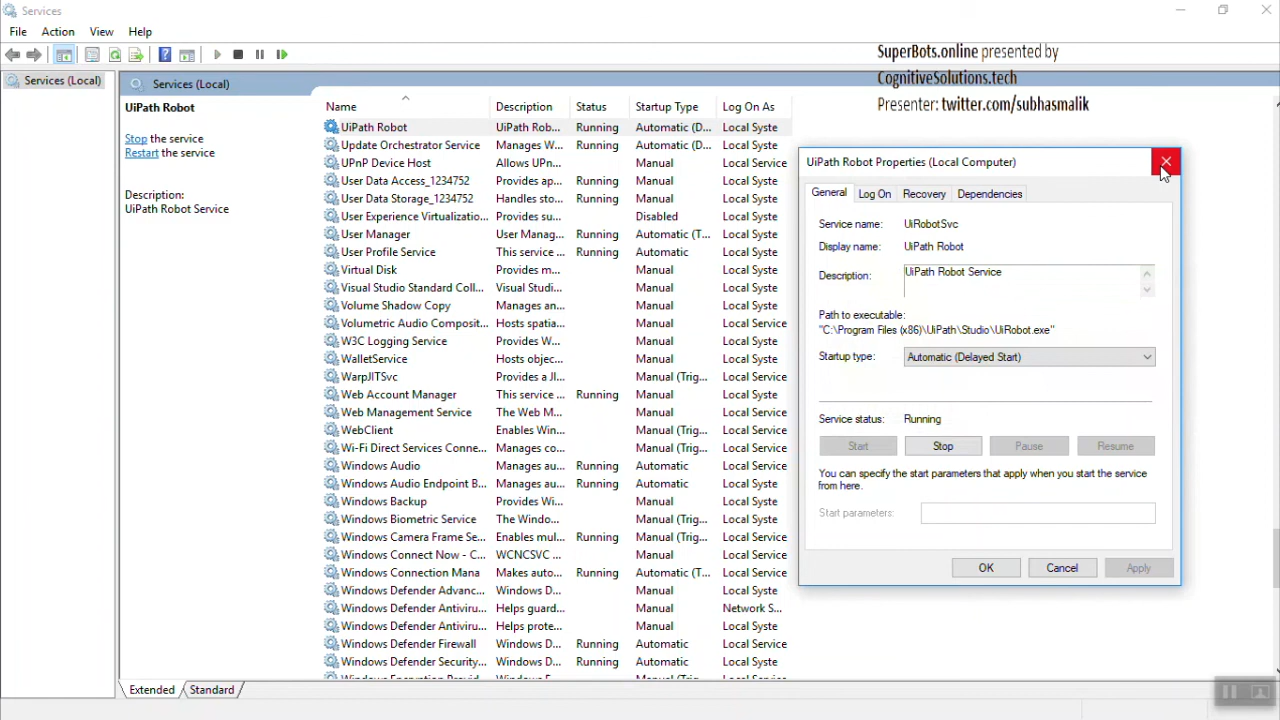 Services
File Action View Help
SuperBots.online presented by
CognitiveSolutions.tech
Presenter: twitter.com/subhasmalik
Services (Local)
Services (Local)
UiPath Robot
Stop the service
Restart the service
Description:
UiPath Robot Service
Name Description Status Startup Type Log On As
UiPath Robot UiPath Rob... Running Automatic (D... Local Syste
Update Orchestrator Service Manages W... Running Automatic (D... Local Syste
UPnP Device Host Allows UPn... Running Manual Local Service
User Data Access_1234752 Provides ap... Running Manual Local Syste
User Data Storage_1234752 Handles sto... Running Manual Local Syste
User Experience Virtualizatio... Provides su... Disabled Local Syste
User Manager User Manag... Running Automatic (T... Local Syste
User Profile Service This service ... Running Automatic Local Syste
Virtual Disk Provides m... Manual Local Syste
Visual Studio Standard Coll... Visual Studi... Manual Local Syste
Volume Shadow Copy Manages an... Manual Local Syste
Volumetric Audio Composit... Hosts spatia... Manual Local Service
W3C Logging Service Provides W... Manual Local Syste
WalletService Hosts objec... Manual Local Syste
WarpJITSvc Provides a JI... Manual (Trig... Local Service
Web Account Manager This service ... Running Manual Local Syste
Web Management Service The Web M... Manual Local Service
WebClient Enables Win... Manual (Trig... Local Service
Wi-Fi Direct Services Conne... Manages co... Manual (Trig... Local Service
Windows Audio Manages au... Running Automatic Local Service
Windows Audio Endpoint B... Manages au... Running Automatic Local Syste
Windows Backup Provides Wi... Manual Local Syste
Windows Biometric Service The Windo... Manual (Trig... Local Syste
Windows Camera Frame Se... Enables mul... Running Manual (Trig... Local Service
Windows Connect Now - C... WCNCSVC ... Manual Local Service
Windows Connection Mana Makes auto... Running Automatic (T... Local Service
Windows Defender Advanc... Windows D... Manual Local Syste
Windows Defender Antiviru... Helps guard... Manual Network S...
Windows Defender Antiviru... Helps prote... Manual Local Syste
Windows Defender Firewall Windows D... Running Automatic Local Service
Windows Defender Security... Windows D... Running Automatic Local Syste
Extended Standard
UiPath Robot Properties (Local Computer)
General Log On Recovery Dependencies
Service name: UiRobotSvc
Display name: UiPath Robot
Description: UiPath Robot Service
Path to executable:
"C:\Program Files (x86)\UiPath\Studio\UiRobot.exe"
Startup type: Automatic (Delayed Start)
Service status: Running
Start Stop Pause Resume
You can specify the start parameters that apply when you start the service
from here.
Start parameters:
OK Cancel Apply